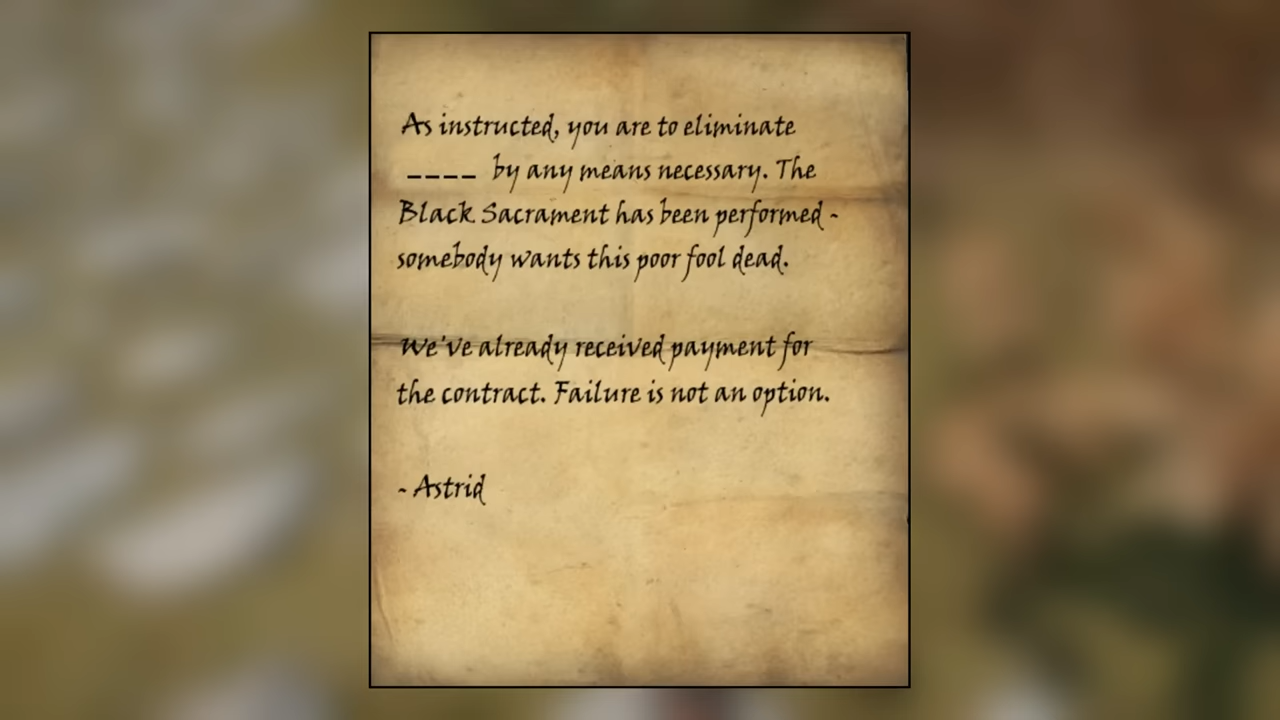 As instructed, you are to eliminate
____ by any means necessary. The
Black Sacrament has been performed -
somebody wants this poor fool dead.
We've already received payment for
the contract. Failure is not an option.
- Astrid